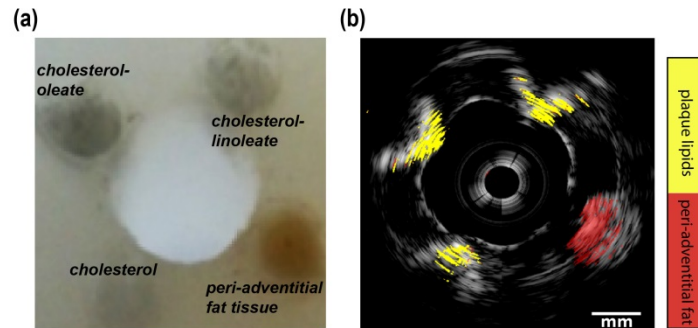 (a)
(b)
cholesterol-
oleate
cholesterol-
linoleate
cholesterol
peri-adventitial
fat tissue
mm
plaque lipids
peri-adventitial fat